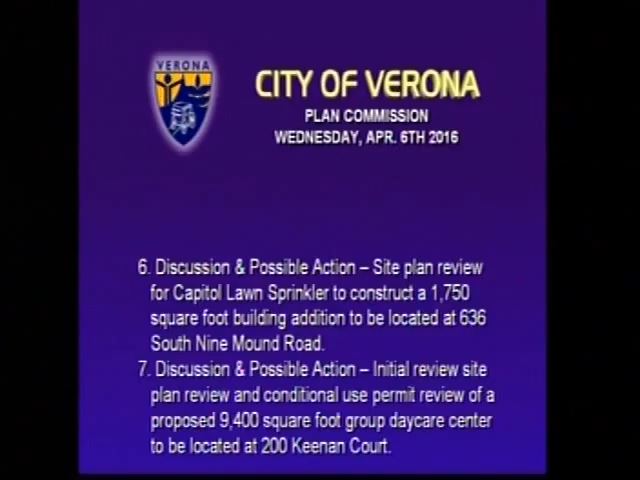 VERONA
CITY OF VERONA
PLAN COMMISSION
WEDNESDAY, APR. 6TH 2016
6. Discussion & Possible Action – Site plan review
for Capitol Lawn Sprinkler to construct a 1,750
square foot building addition to be located at 636
South Nine Mound Road.
7. Discussion & Possible Action – Initial review site
plan review and conditional use permit review of a
proposed 9,400 square foot group daycare center
to be located at 200 Keenan Court.